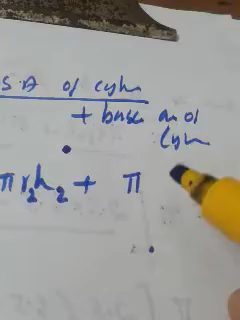 S.A of cyln
+ base ar of
Cyln
πr₂h₂ + π